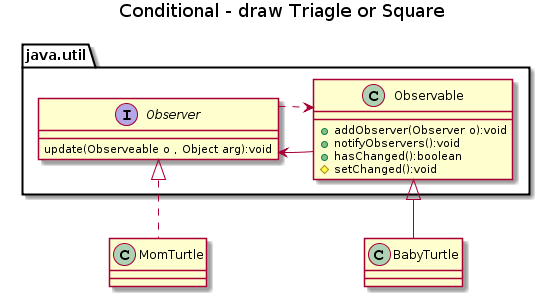 Conditional - draw Triagle or Square
java.util
I Observer
update(Observeable o , Object arg):void
C Observable
addObserver(Observer o):void
notifyObservers():void
hasChanged():boolean
setChanged():void
C MomTurtle
C BabyTurtle